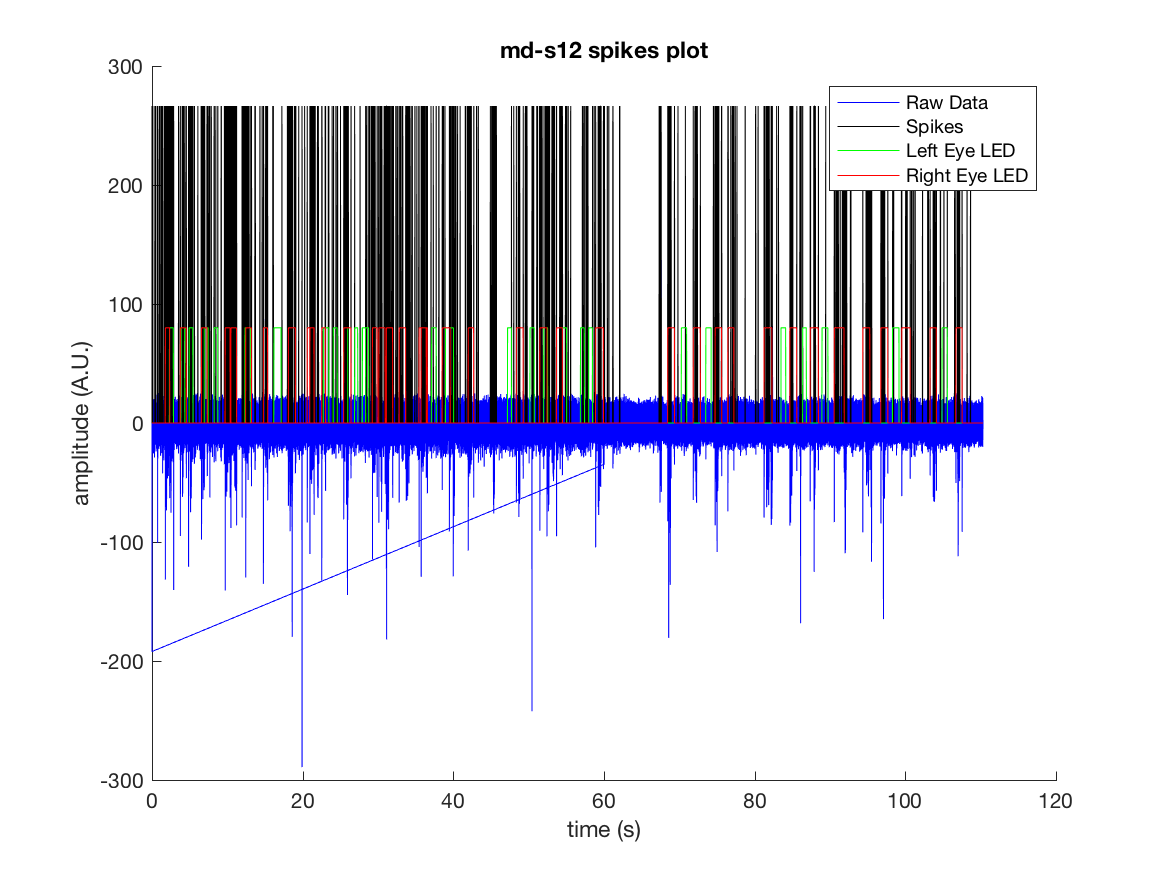 md-s12 spikes plot
300
200
100
0
-100
-200
-300
amplitude (A.U.)
Raw Data
Spikes
Left Eye LED
Right Eye LED
0 20 40 60 80 100 120
time (s)